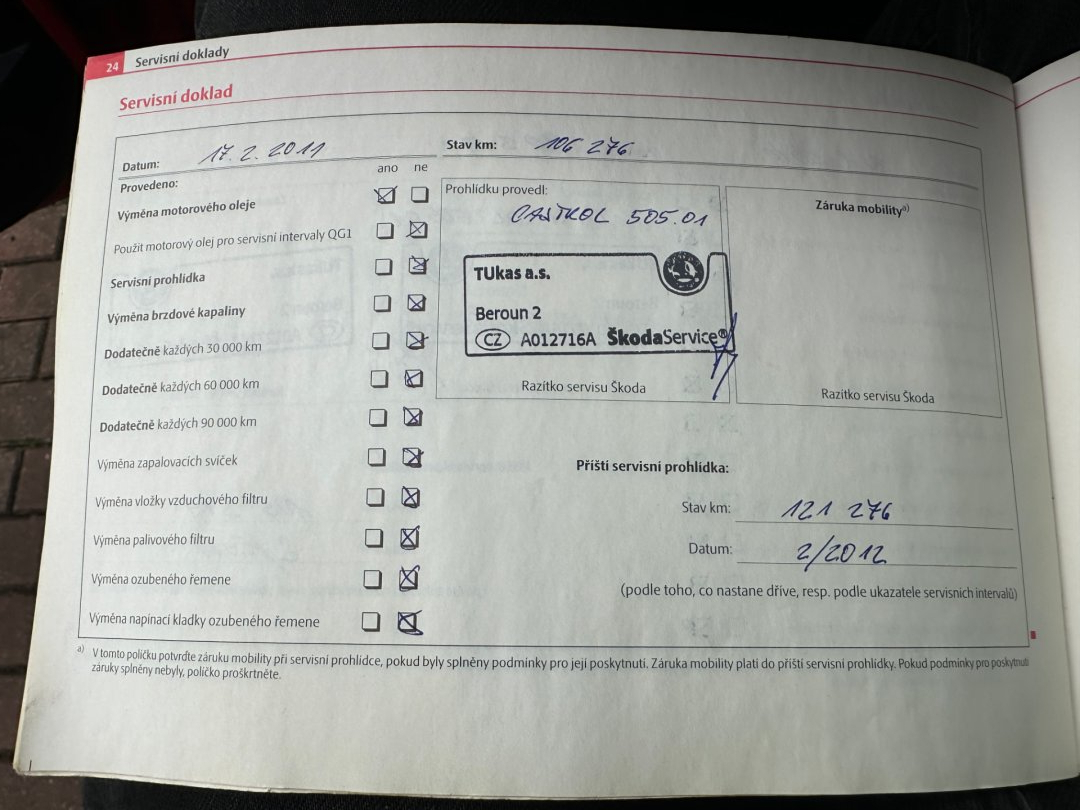 24 Servisní doklady
Servisní doklad
Datum: 17. 2. 2011 Stav km: 106 276
ano ne
Provedeno:
Výměna motorového oleje
Použit motorový olej pro servisní intervaly QG1
Servisní prohlídka
Výměna brzdové kapaliny
Dodatečně každých 30 000 km
Dodatečně každých 60 000 km
Dodatečně každých 90 000 km
Výměna zapalovacích svíček
Výměna vložky vzduchového filtru
Výměna palivového filtru
Výměna ozubeného řemene
Výměna napínací kladky ozubeného řemene
Prohlídku provedl:
CASTROL 505.01
TUkas a.s.
Beroun 2
CZ A012716A ŠkodaService®
Razítko servisu Škoda
Záruka mobility a)
Razítko servisu Škoda
Příští servisní prohlídka:
Stav km: 121 276
Datum: 2/2012
(podle toho, co nastane dříve, resp. podle ukazatele servisních intervalů)
a) V tomto políčku potvrďte záruku mobility při servisní prohlídce, pokud byly splněny podmínky pro její poskytnutí. Záruka mobility platí do příští servisní prohlídky. Pokud podmínky pro poskytnutí
záruky splněny nebyly, políčko proškrtněte.